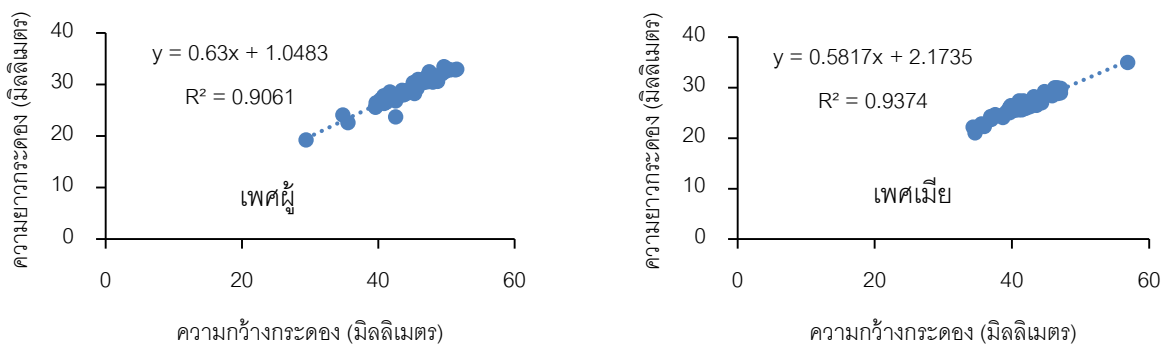 ความยาวกระดอง (มิลลิเมตร)
40
30
20
10
0
y = 0.63x + 1.0483
R² = 0.9061
เพศผู้
0 20 40 60
ความกว้างกระดอง (มิลลิเมตร)
ความยาวกระดอง (มิลลิเมตร)
40
30
20
10
0
y = 0.5817x + 2.1735
R² = 0.9374
เพศเมีย
0 20 40 60
ความกว้างกระดอง (มิลลิเมตร)